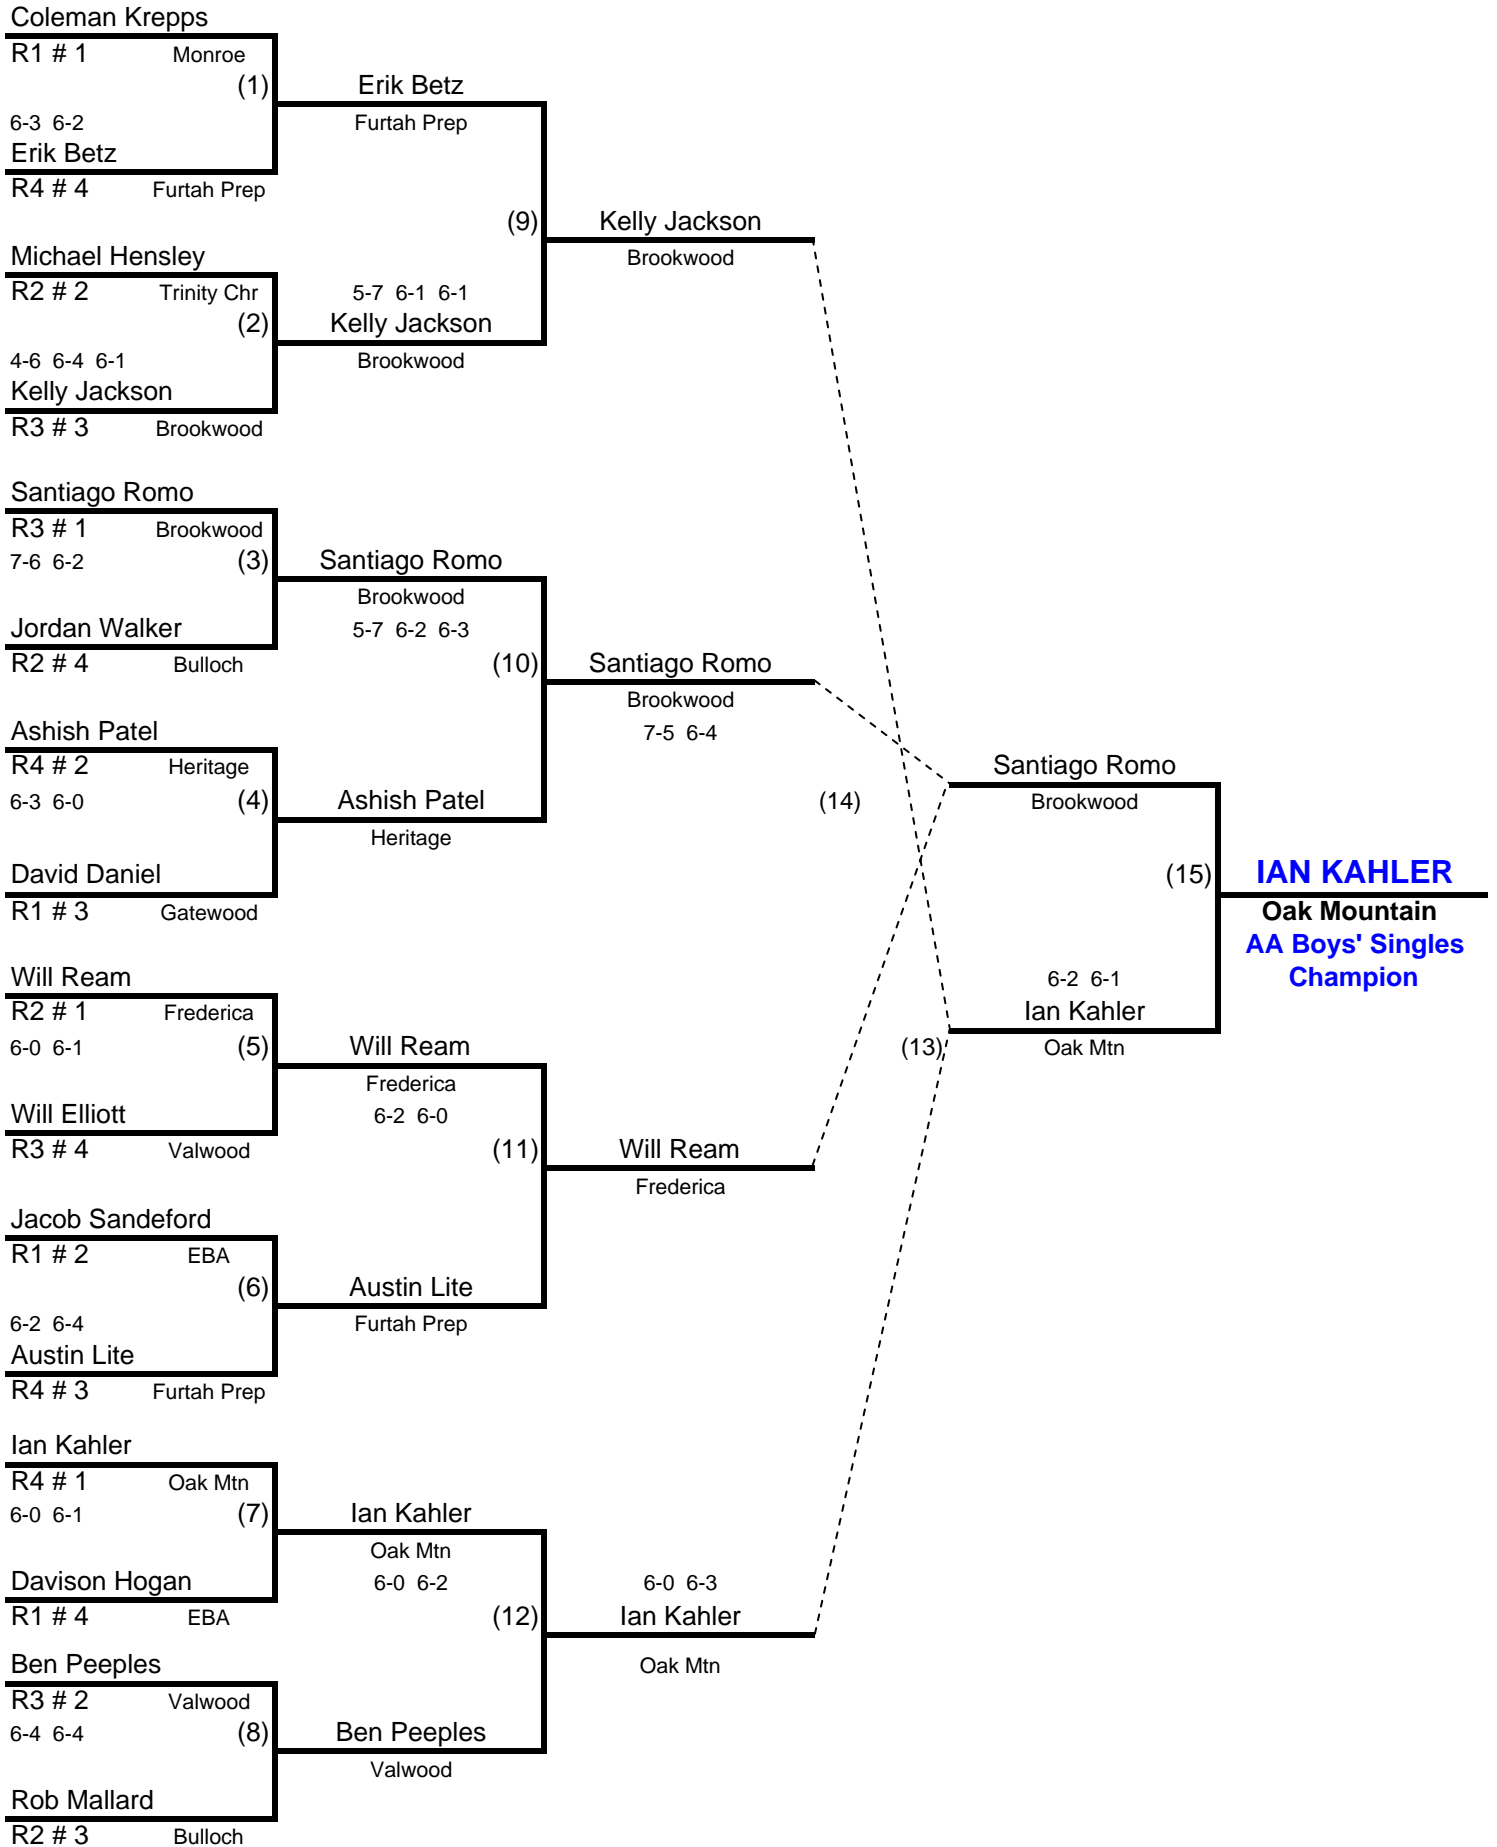 Coleman Krepps
R1 # 1 Monroe
(1)
6-3 6-2
Erik Betz
R4 # 4 Furtah Prep
Michael Hensley
R2 # 2 Trinity Chr
(2)
4-6 6-4 6-1
Kelly Jackson
R3 # 3 Brookwood
Santiago Romo
R3 # 1 Brookwood
7-6 6-2 (3)
Jordan Walker
R2 # 4 Bulloch
Ashish Patel
R4 # 2 Heritage
6-3 6-0 (4)
David Daniel
R1 # 3 Gatewood
Will Ream
R2 # 1 Frederica
6-0 6-1 (5)
Will Elliott
R3 # 4 Valwood
Jacob Sandeford
R1 # 2 EBA
(6)
6-2 6-4
Austin Lite
R4 # 3 Furtah Prep
Ian Kahler
R4 # 1 Oak Mtn
6-0 6-1 (7)
Davison Hogan
R1 # 4 EBA
Ben Peeples
R3 # 2 Valwood
6-4 6-4 (8)
Rob Mallard
R2 # 3 Bulloch
Erik Betz
Furtah Prep
(9)
5-7 6-1 6-1
Kelly Jackson
Brookwood
Santiago Romo
Brookwood
5-7 6-2 6-3
(10)
Ashish Patel
Heritage
Will Ream
Frederica
6-2 6-0
(11)
Austin Lite
Furtah Prep
Ian Kahler
Oak Mtn
6-0 6-2
(12)
Ben Peeples
Valwood
Kelly Jackson
Brookwood
Santiago Romo
Brookwood
7-5 6-4
(14)
Will Ream
Frederica
(13)
6-0 6-3
Ian Kahler
Oak Mtn
Santiago Romo
Brookwood
(15)
6-2 6-1
Ian Kahler
Oak Mtn
IAN KAHLER
Oak Mountain
AA Boys' Singles
Champion